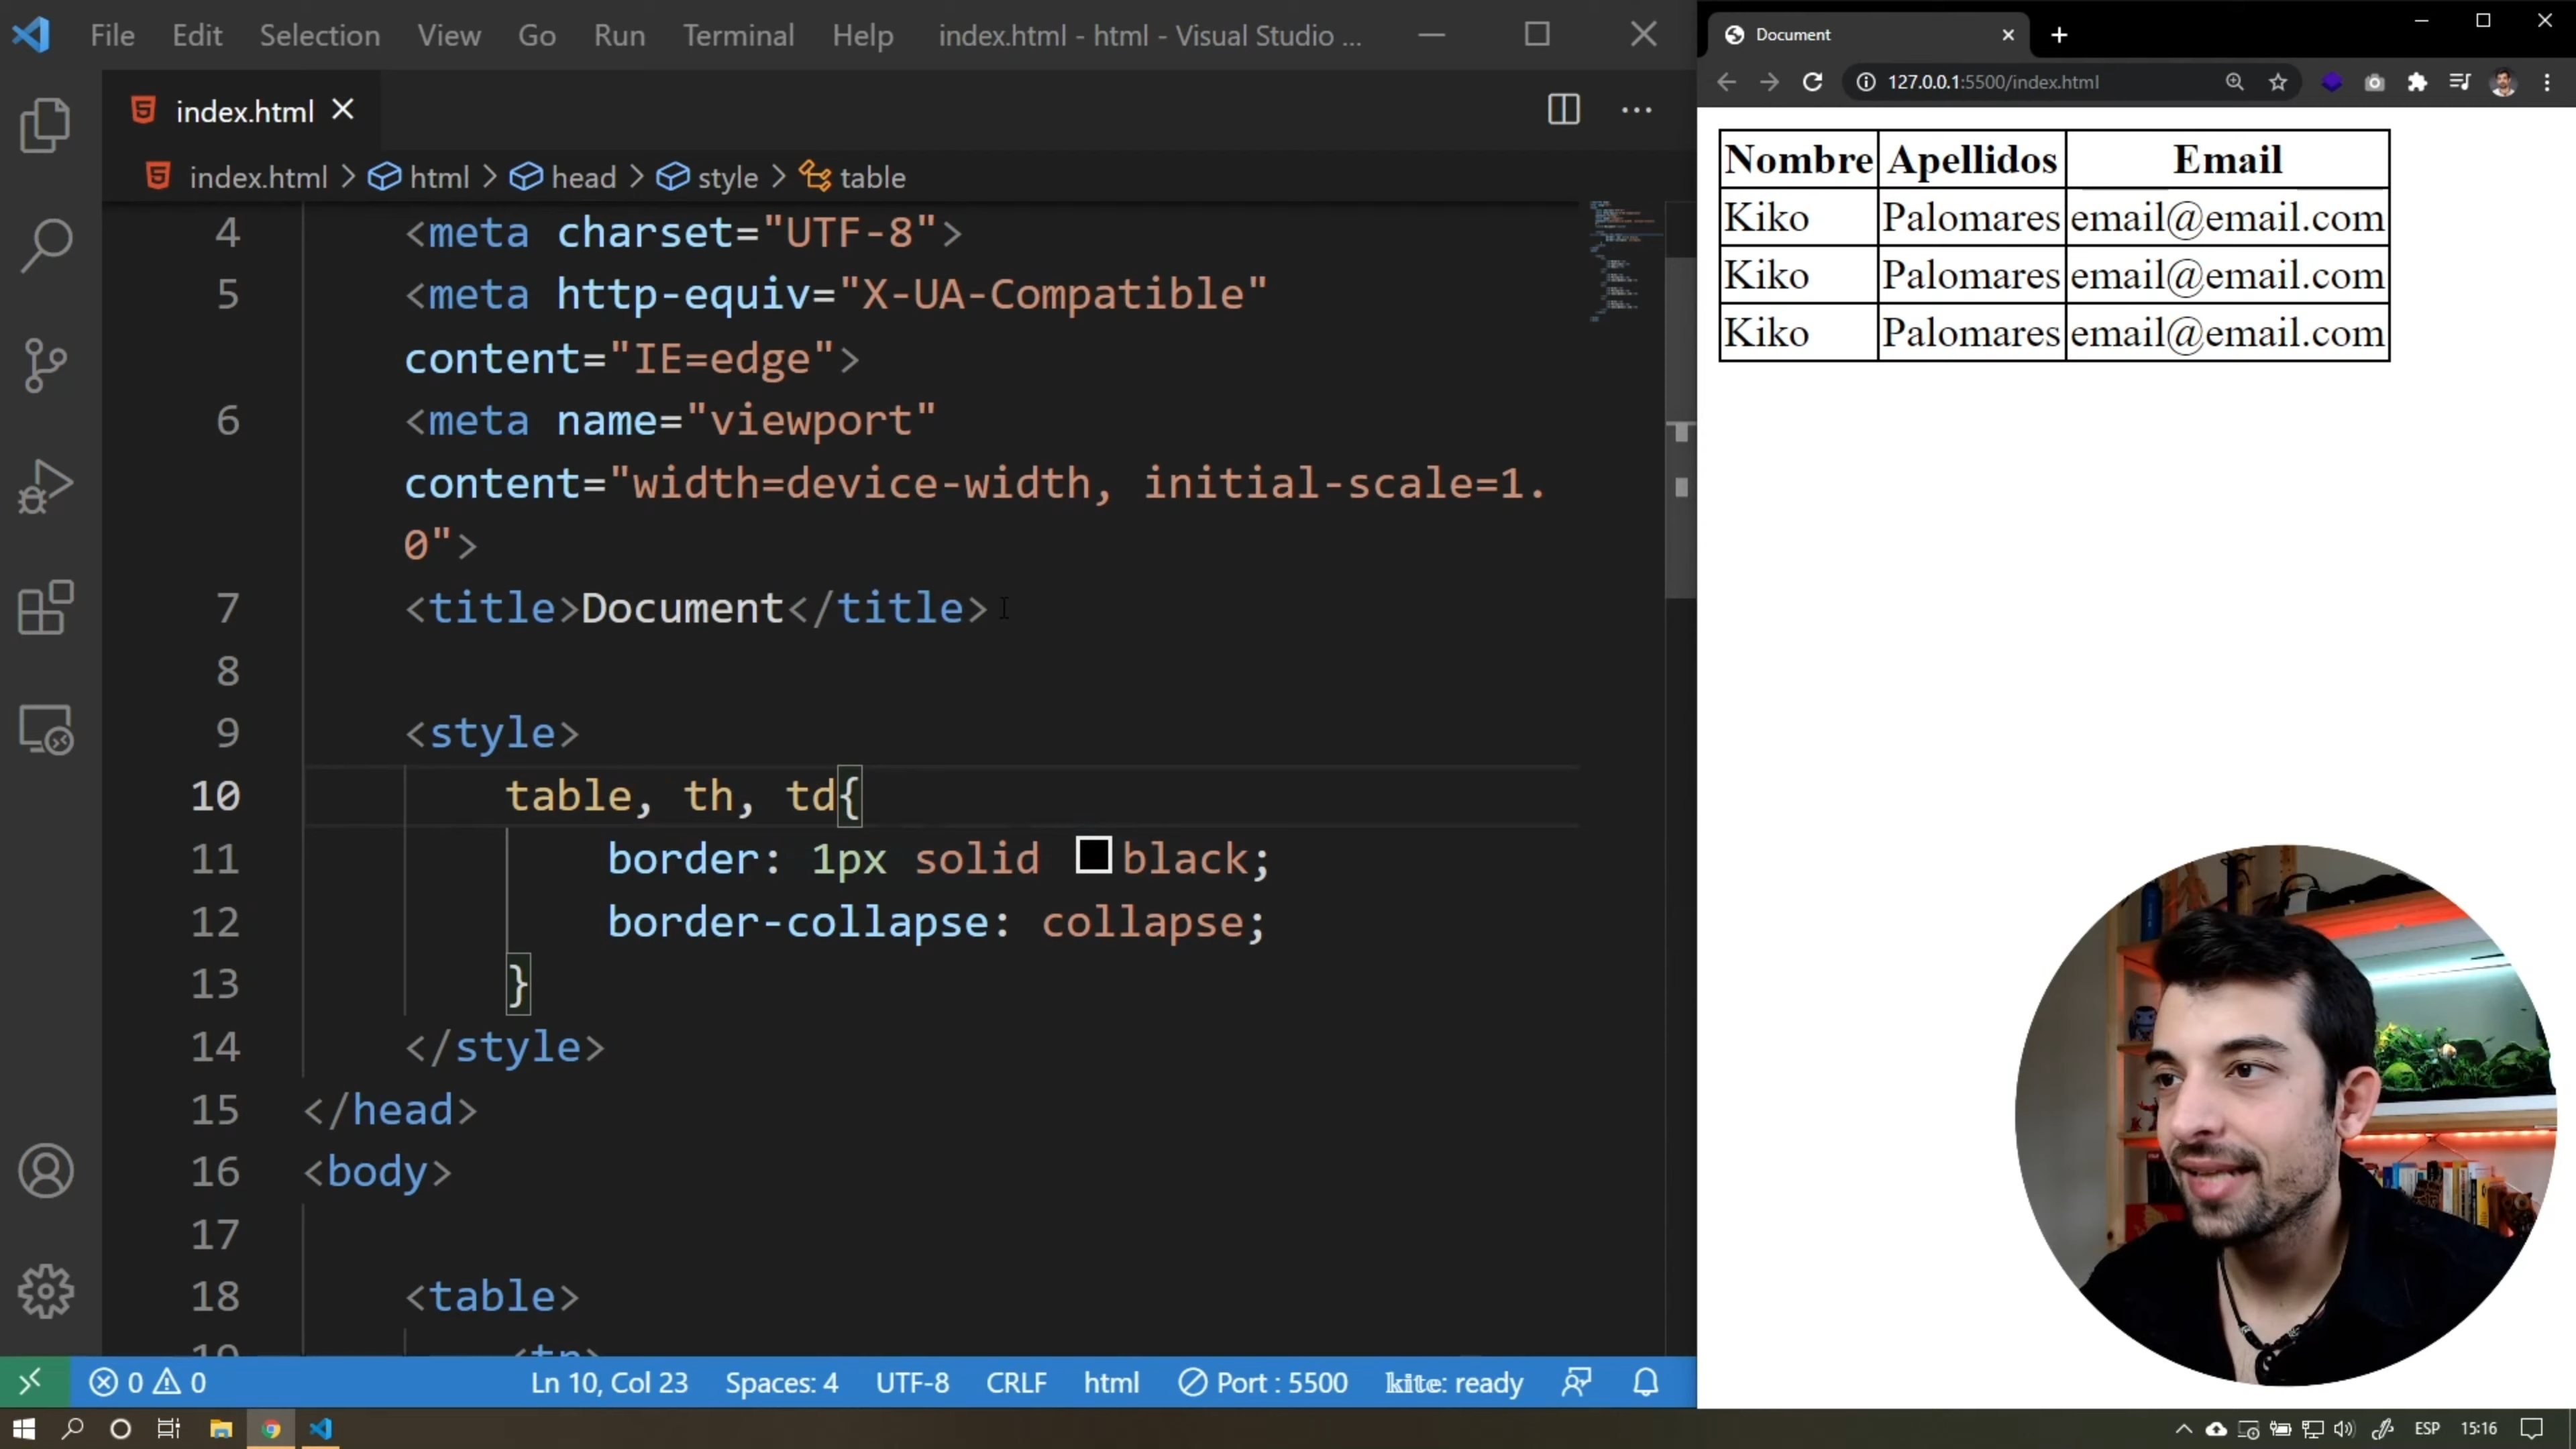 File Edit Selection View Go Run Terminal Help index.html - html - Visual Studio ...
index.html
index.html > html > head > style > table
4 <meta charset="UTF-8">
5 <meta http-equiv="X-UA-Compatible"
content="IE=edge">
6 <meta name="viewport"
content="width=device-width, initial-scale=1.
0">
7 <title>Document</title>
8
9 <style>
10 table, th, td{
11 border: 1px solid black;
12 border-collapse: collapse;
13 }
14 </style>
15 </head>
16 <body>
17
18 <table>
19 <tr>
0 0 Ln 10, Col 23 Spaces: 4 UTF-8 CRLF html Port : 5500 kite: ready
Document
127.0.0.1:5500/index.html
Nombre Apellidos Email
Kiko Palomares email@email.com
Kiko Palomares email@email.com
Kiko Palomares email@email.com
ESP 15:16